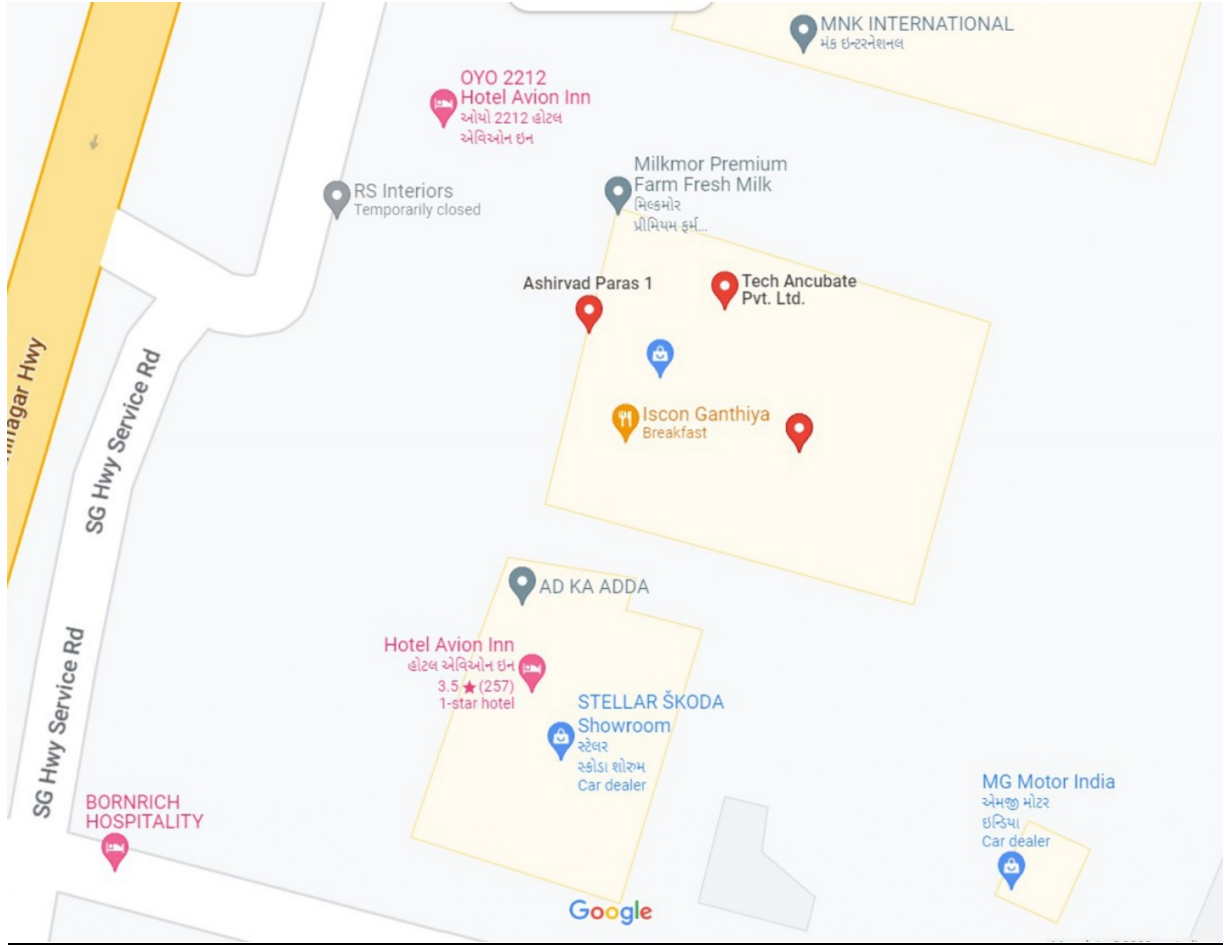 MNK INTERNATIONAL
મંક ઇન્ટરનેશનલ
OYO 2212
Hotel Avion Inn
ઓયો 2212 હોટલ
એવિઓન ઇન
Milkmor Premium
Farm Fresh Milk
મિલ્કમોર
પ્રીમિયમ ફર્મ...
RS Interiors
Temporarily closed
Ashirvad Paras 1
Tech Ancubate
Pvt. Ltd.
Hwy
SG Hwy Service Rd
Iscon Ganthiya
Breakfast
AD KA ADDA
Hotel Avion Inn
હોટલ એવિઓન ઇન
3.5 ★ (257)
1-star hotel
SG Hwy Service Rd
STELLAR ŠKODA
Showroom
સ્ટેલર
સ્કોડા શોરુમ
Car dealer
MG Motor India
એમજી મોટર
ઇન્ડિયા
Car dealer
BORNRICH
HOSPITALITY
Google